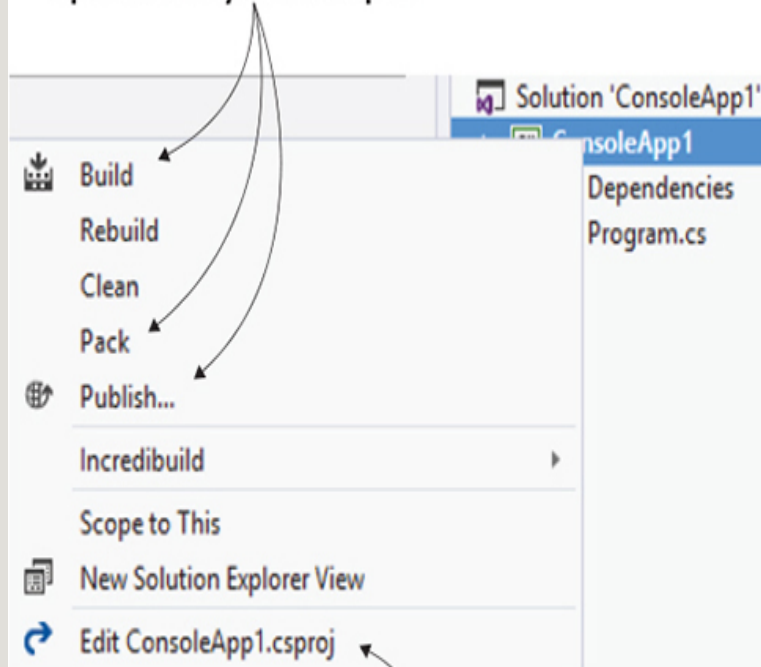 Solution 'ConsoleApp1'
ConsoleApp1
Build
Dependencies
Rebuild
Program.cs
Clean
Pack
Publish...
Incredibuild
Scope to This
New Solution Explorer View
Edit ConsoleApp1.csproj